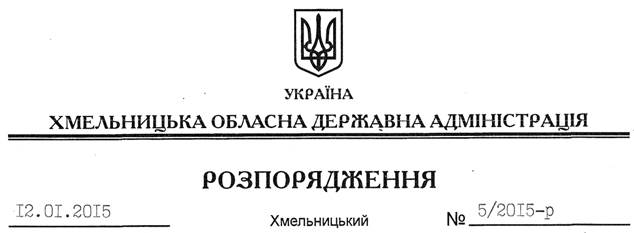 УКРАЇНА
ХМЕЛЬНИЦЬКА ОБЛАСНА ДЕРЖАВНА АДМІНІСТРАЦІЯ
РОЗПОРЯДЖЕННЯ
12.01.2015 Хмельницький № 5/2015-р